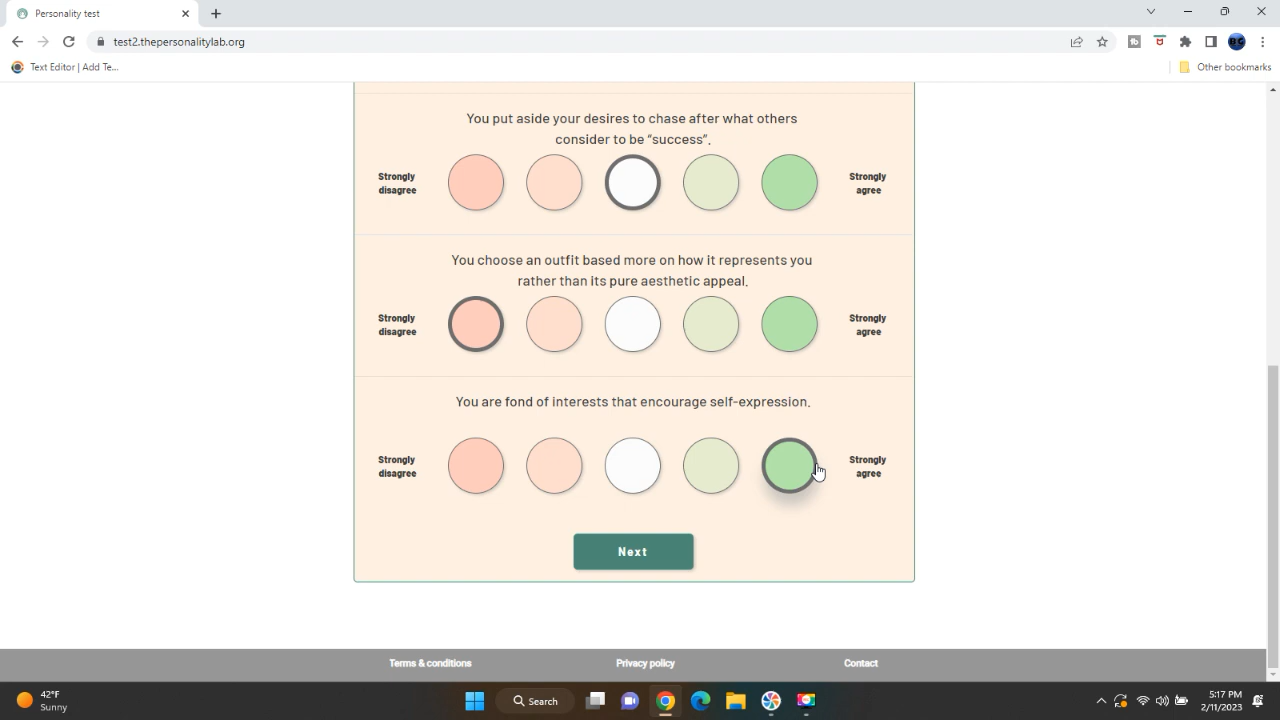 Personality test
test2.thepersonalitylab.org
Text Editor | Add Te...
Other bookmarks
You put aside your desires to chase after what others
consider to be “success”.
Strongly
disagree
Strongly
agree
You choose an outfit based more on how it represents you
rather than its pure aesthetic appeal.
Strongly
disagree
Strongly
agree
You are fond of interests that encourage self-expression.
Strongly
disagree
Strongly
agree
Next
Terms & conditions
Privacy policy
Contact
42°F
Sunny
Search
5:17 PM
2/11/2023